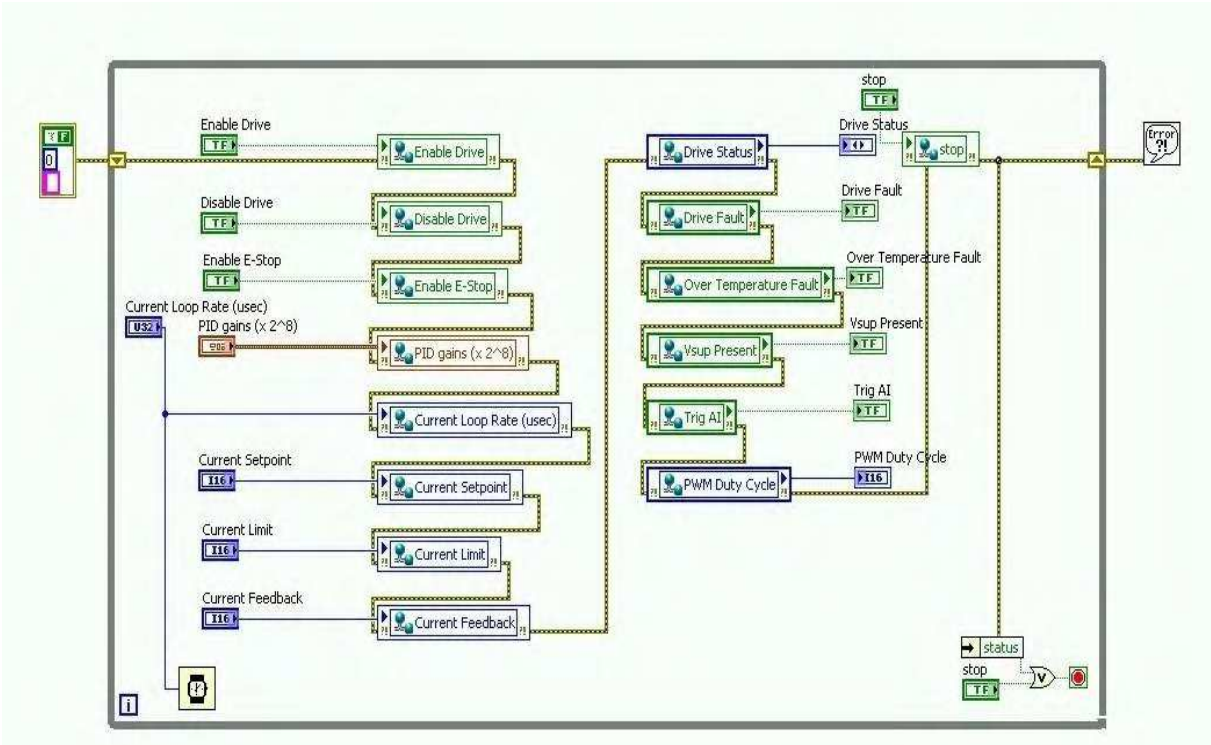 stop
TF
Enable Drive
TF
Enable Drive
Drive Status
Drive Status
stop
Error
?!
F
0
Disable Drive
TF
Disable Drive
Drive Fault
Drive Fault
TF
Enable E-Stop
TF
Enable E-Stop
Over Temperature Fault
Over Temperature Fault
TF
Current Loop Rate (usec)
U32
PID gains (x 2^8)
PID gains (x 2^8)
Vsup Present
Vsup Present
TF
Current Loop Rate (usec)
Trig AI
Trig AI
TF
Current Setpoint
I16
Current Setpoint
PWM Duty Cycle
PWM Duty Cycle
I16
Current Limit
I16
Current Limit
Current Feedback
I16
Current Feedback
status
stop
TF
V
i